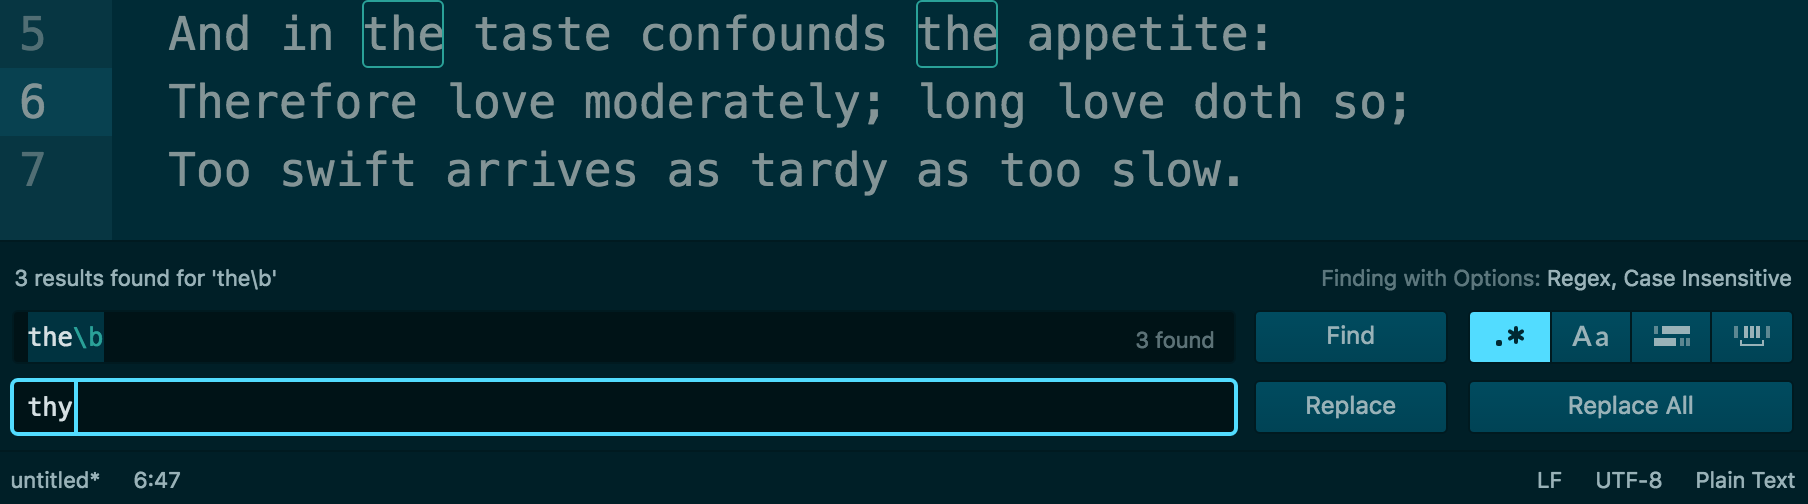 5 And in the taste confounds the appetite:
6 Therefore love moderately; long love doth so;
7 Too swift arrives as tardy as too slow.
3 results found for 'the\b' Finding with Options: Regex, Case Insensitive
the\b 3 found Find .* Aa
thy Replace Replace All
untitled* 6:47 LF UTF-8 Plain Text